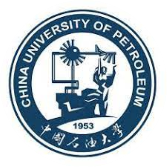 CHINA UNIVERSITY OF PETROLEUM
1953
中国石油大学